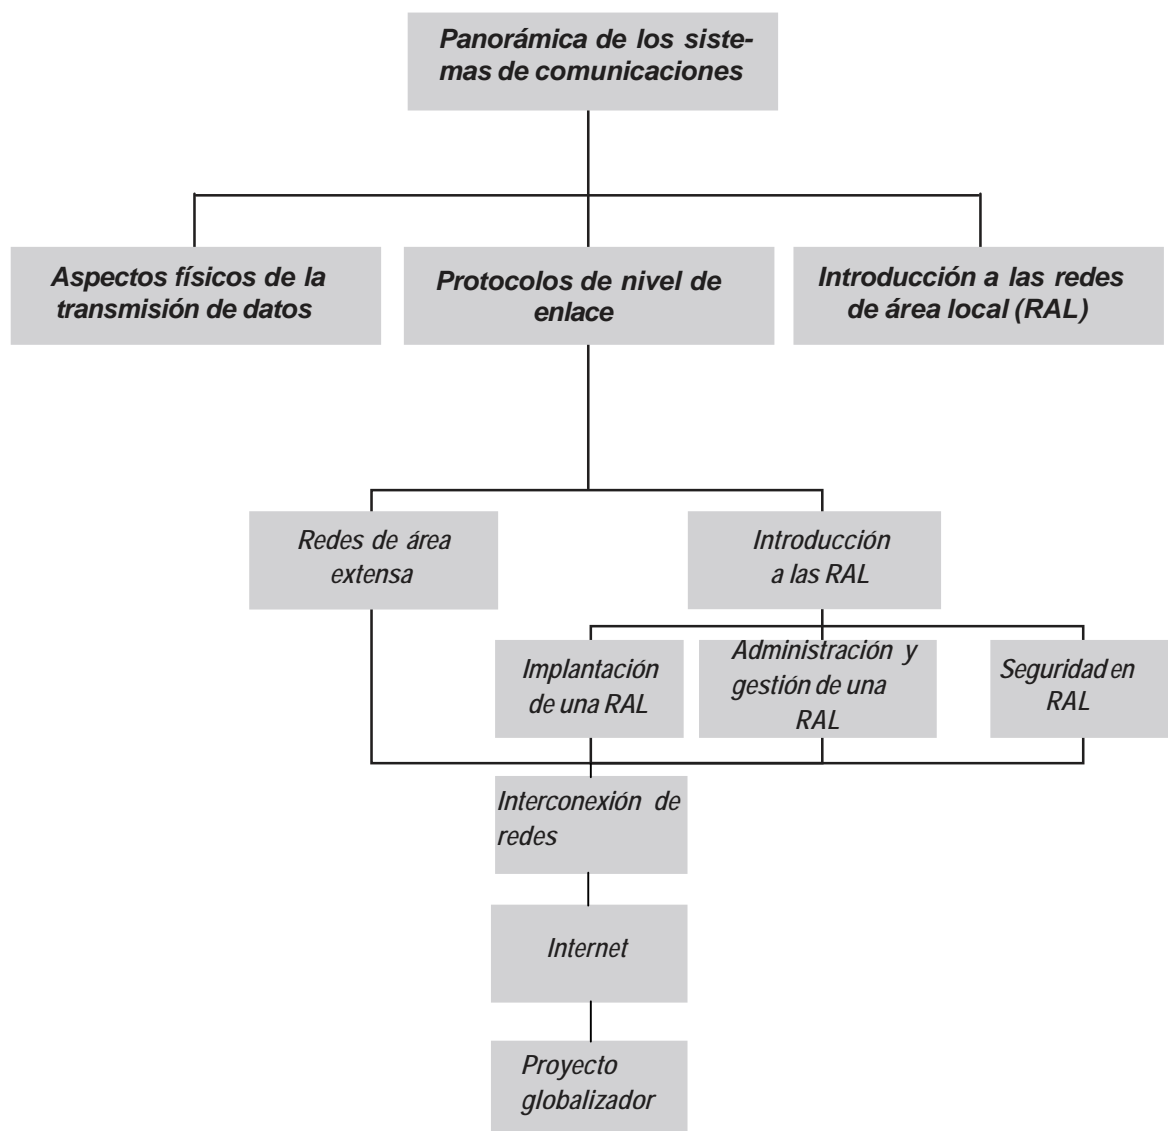 Panorámica de los siste-
mas de comunicaciones
Aspectos físicos de la
transmisión de datos
Protocolos de nivel de
enlace
Introducción a las redes
de área local (RAL)
Redes de área
extensa
Introducción
a las RAL
Implantación
de una RAL
Administración y
gestión de una
RAL
Seguridad en
RAL
Interconexión de
redes
Internet
Proyecto
globalizador